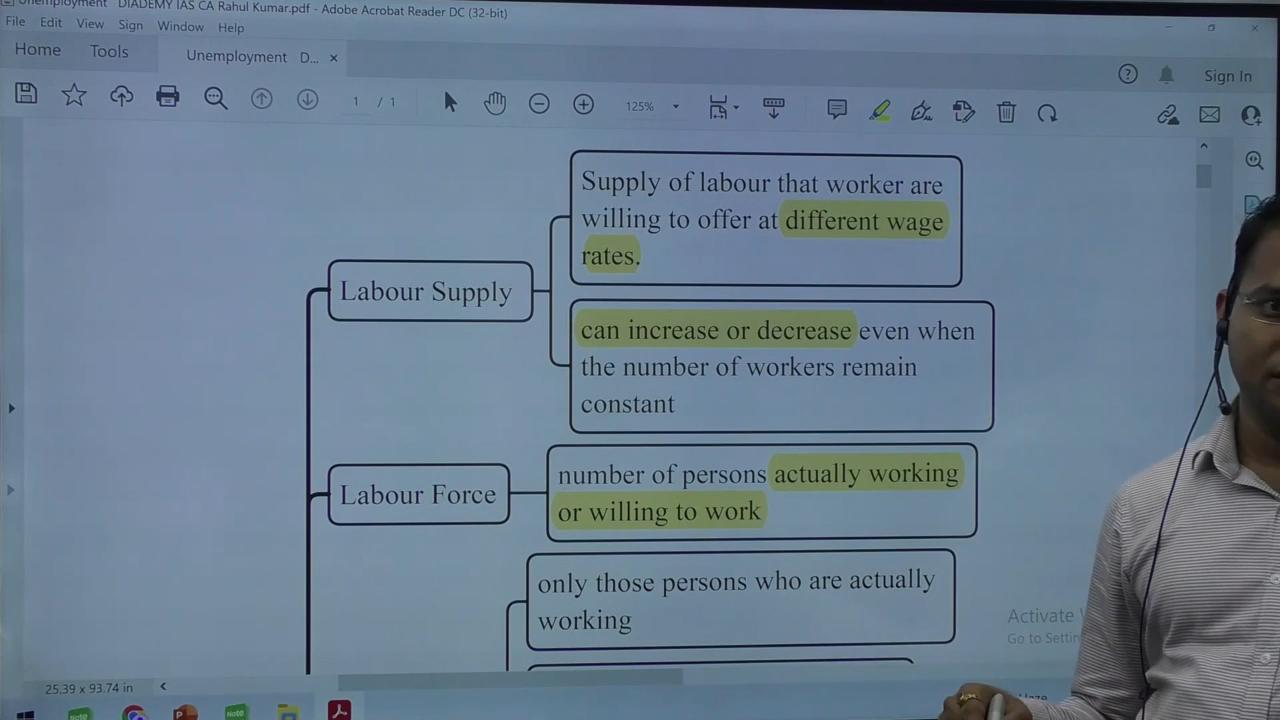 Unemployment DIADEMY IAS CA Rahul Kumar.pdf - Adobe Acrobat Reader DC (32-bit)
File Edit View Sign Window Help
Home Tools Unemployment D... ×
Sign In
1 / 1 125%
Supply of labour that worker are
willing to offer at different wage
rates.
Labour Supply
can increase or decrease even when
the number of workers remain
constant
Labour Force
number of persons actually working
or willing to work
only those persons who are actually
working
Activate
Go to Settin
25.39 x 93.74 in
Haze